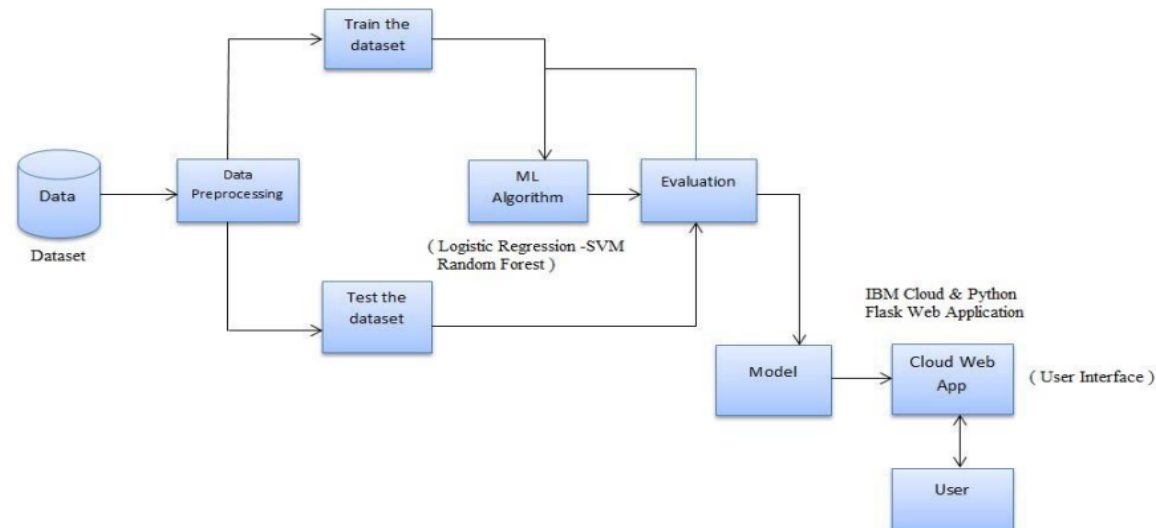 Train the
dataset
Data
Dataset
Data
Preprocessing
ML
Algorithm
( Logistic Regression -SVM
Random Forest )
Evaluation
Test the
dataset
IBM Cloud & Python
Flask Web Application
Model
Cloud Web
App
( User Interface )
User